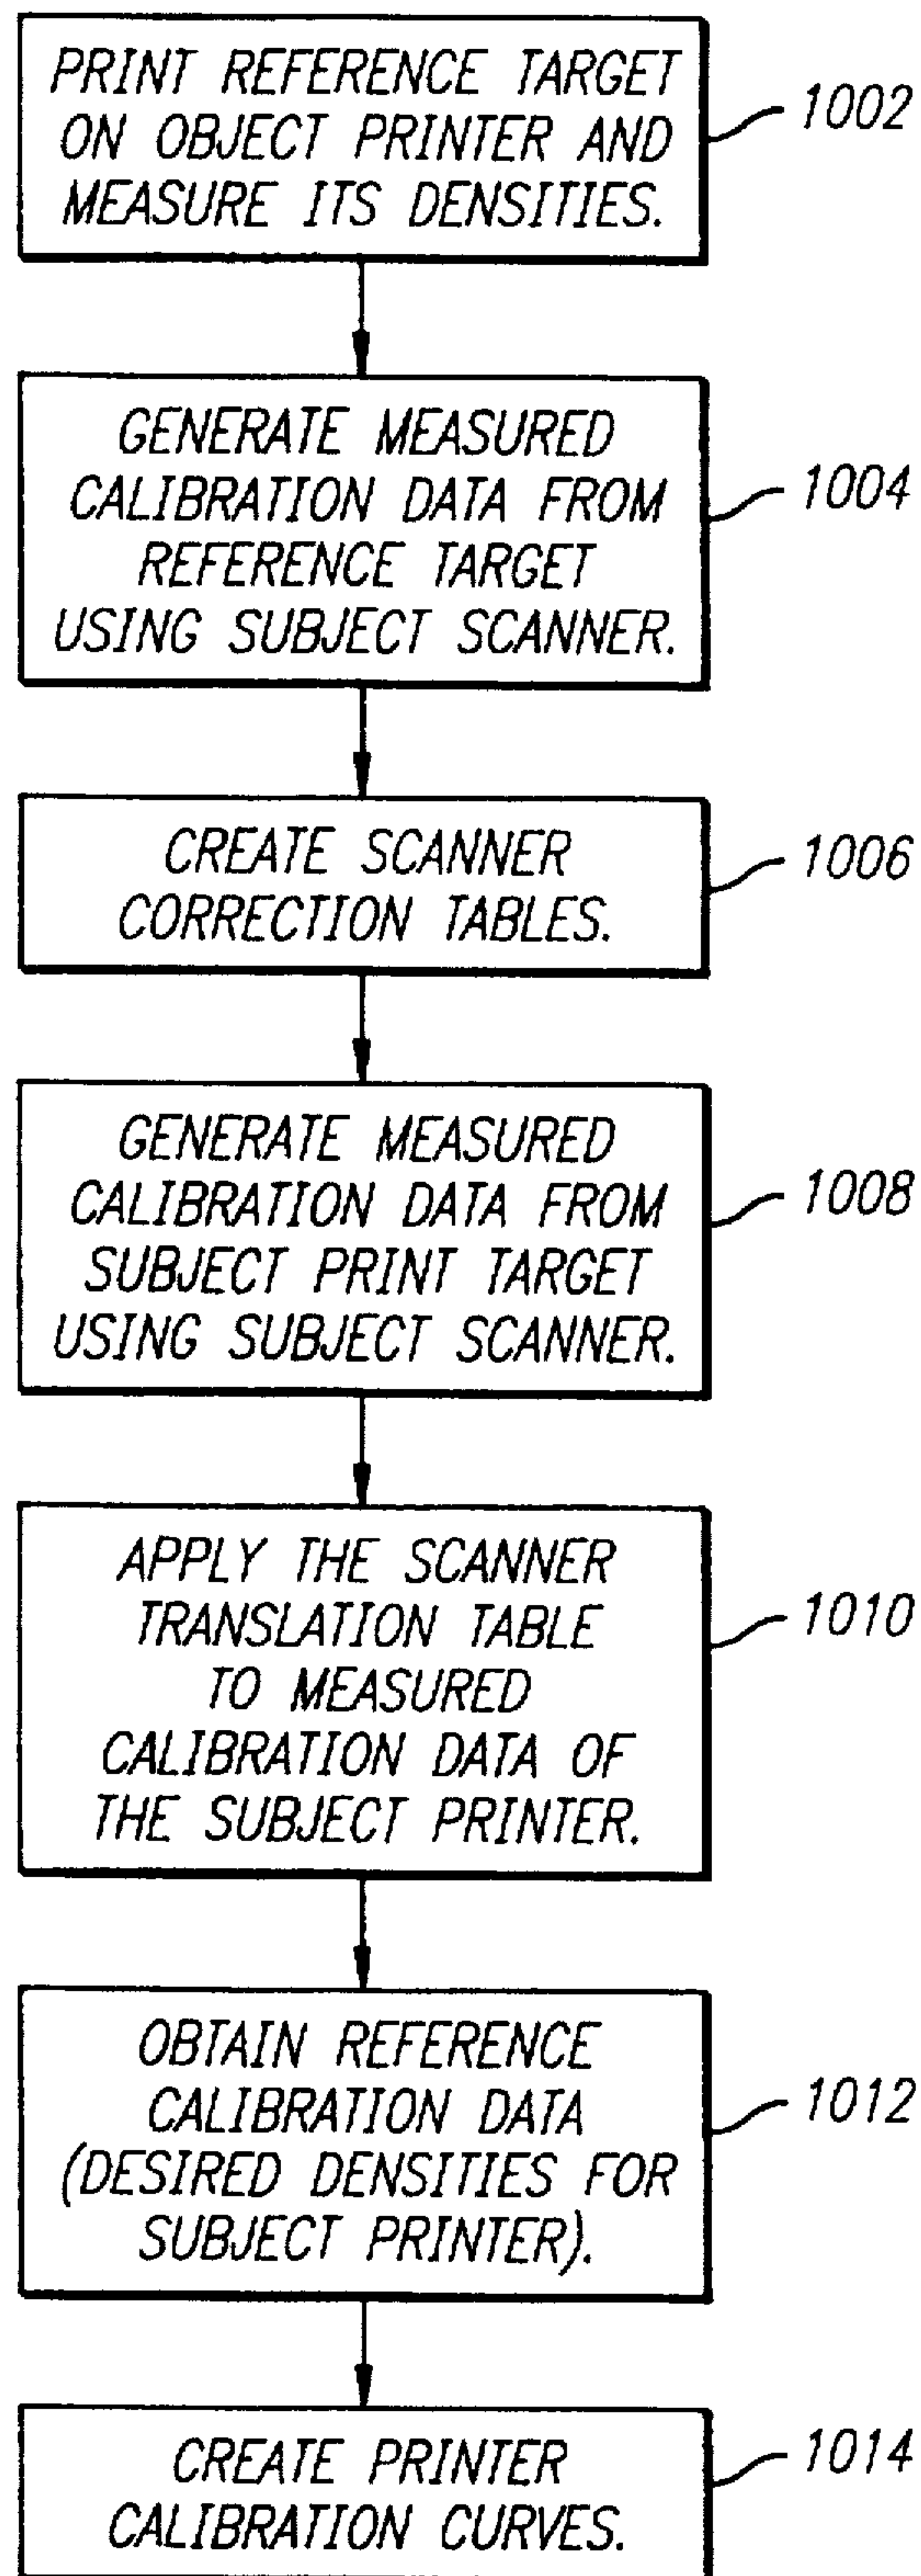 PRINT REFERENCE TARGET
ON OBJECT PRINTER AND
MEASURE ITS DENSITIES.
1002
GENERATE MEASURED
CALIBRATION DATA FROM
REFERENCE TARGET
USING SUBJECT SCANNER.
1004
CREATE SCANNER
CORRECTION TABLES.
1006
GENERATE MEASURED
CALIBRATION DATA FROM
SUBJECT PRINT TARGET
USING SUBJECT SCANNER.
1008
APPLY THE SCANNER
TRANSLATION TABLE
TO MEASURED
CALIBRATION DATA OF
THE SUBJECT PRINTER.
1010
OBTAIN REFERENCE
CALIBRATION DATA
(DESIRED DENSITIES FOR
SUBJECT PRINTER).
1012
CREATE PRINTER
CALIBRATION CURVES.
1014